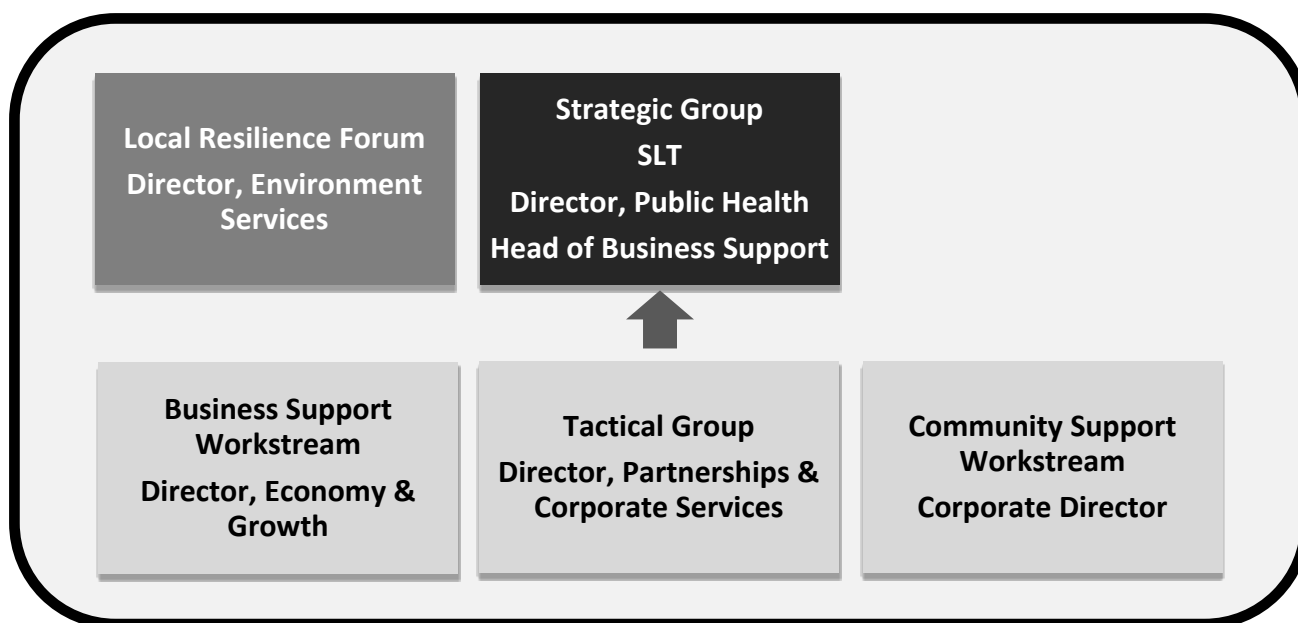 Local Resilience Forum
Director, Environment
Services
Strategic Group
SLT
Director, Public Health
Head of Business Support
Business Support
Workstream
Director, Economy &
Growth
Tactical Group
Director, Partnerships &
Corporate Services
Community Support
Workstream
Corporate Director